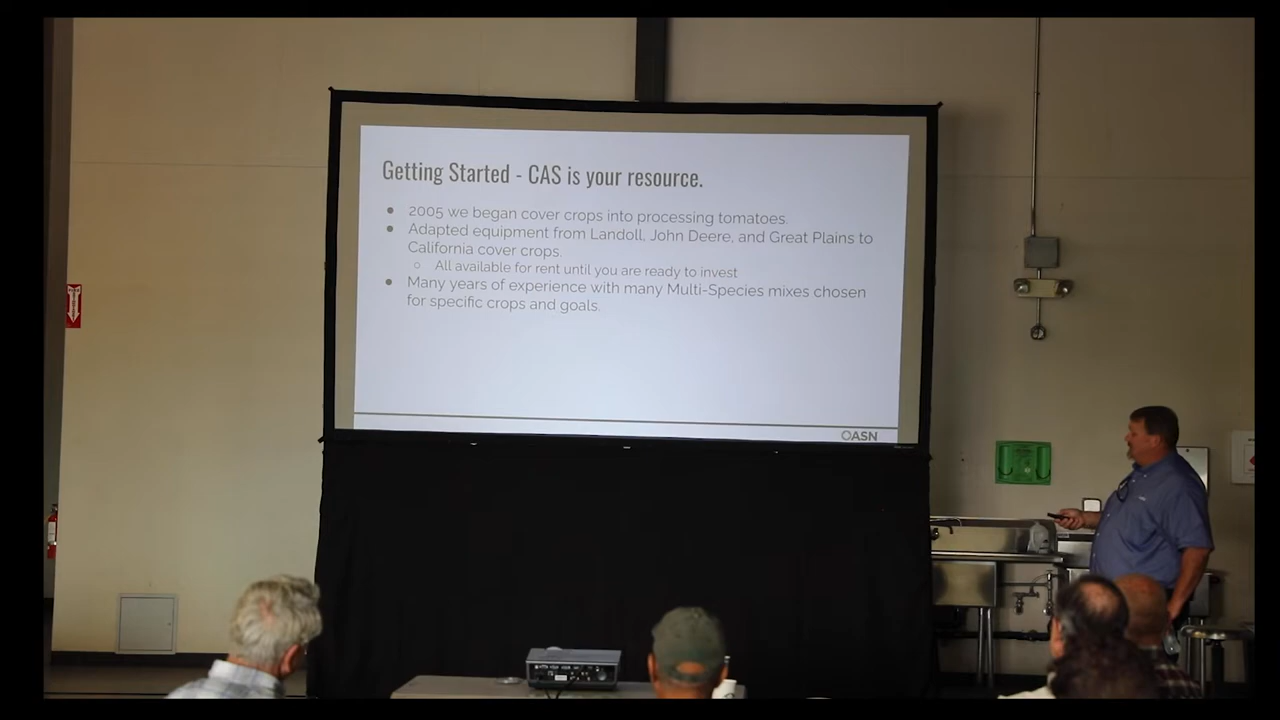 Getting Started - CAS is your resource.
2005 we began cover crops into processing tomatoes.
Adapted equipment from Landoll, John Deere, and Great Plains to
California cover crops.
All available for rent until you are ready to invest
Many years of experience with many Multi-Species mixes chosen
for specific crops and goals.
OASN